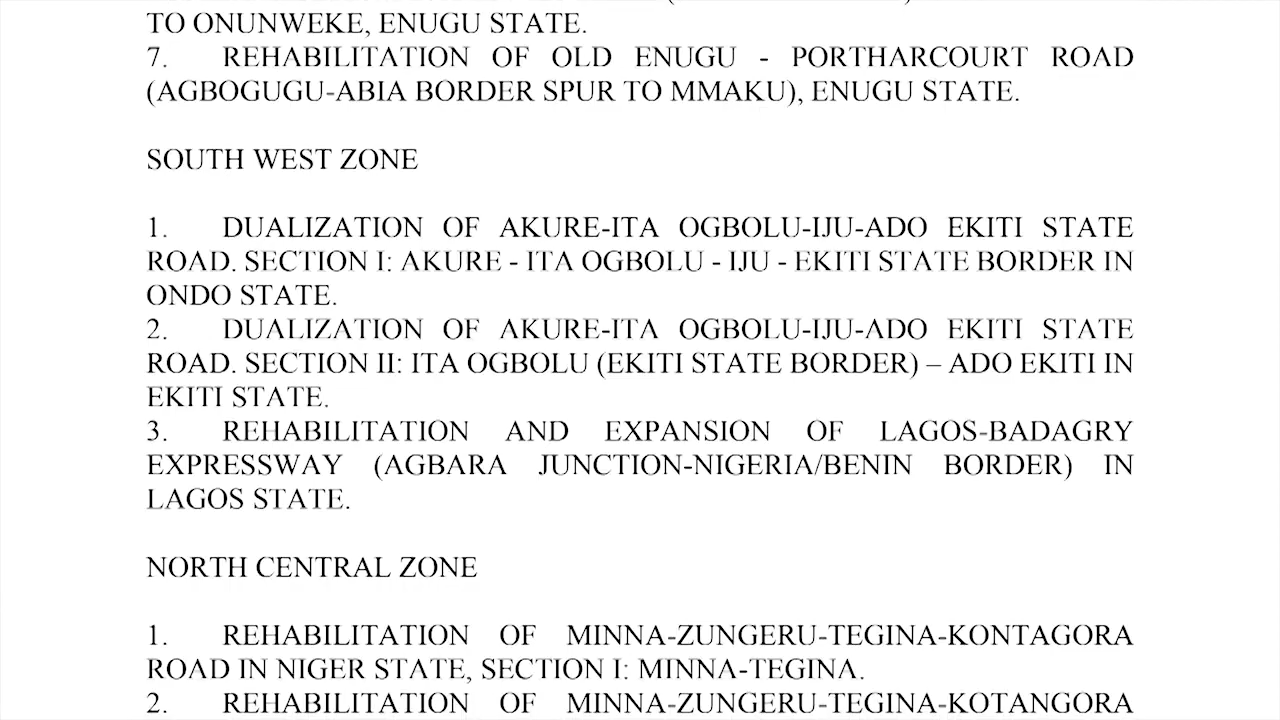 TO ONUNWEKE, ENUGU STATE.
7. REHABILITATION OF OLD ENUGU - PORTHARCOURT ROAD
(AGBOGUGU-ABIA BORDER SPUR TO MMAKU), ENUGU STATE.
SOUTH WEST ZONE
1. DUALIZATION OF AKURE-ITA OGBOLU-IJU-ADO EKITI STATE
ROAD. SECTION I: AKURE - ITA OGBOLU - IJU - EKITI STATE BORDER IN
ONDO STATE.
2. DUALIZATION OF AKURE-ITA OGBOLU-IJU-ADO EKITI STATE
ROAD. SECTION II: ITA OGBOLU (EKITI STATE BORDER) – ADO EKITI IN
EKITI STATE.
3. REHABILITATION AND EXPANSION OF LAGOS-BADAGRY
EXPRESSWAY (AGBARA JUNCTION-NIGERIA/BENIN BORDER) IN
LAGOS STATE.
NORTH CENTRAL ZONE
1. REHABILITATION OF MINNA-ZUNGERU-TEGINA-KONTAGORA
ROAD IN NIGER STATE, SECTION I: MINNA-TEGINA.
2. REHABILITATION OF MINNA-ZUNGERU-TEGINA-KOTANGORA